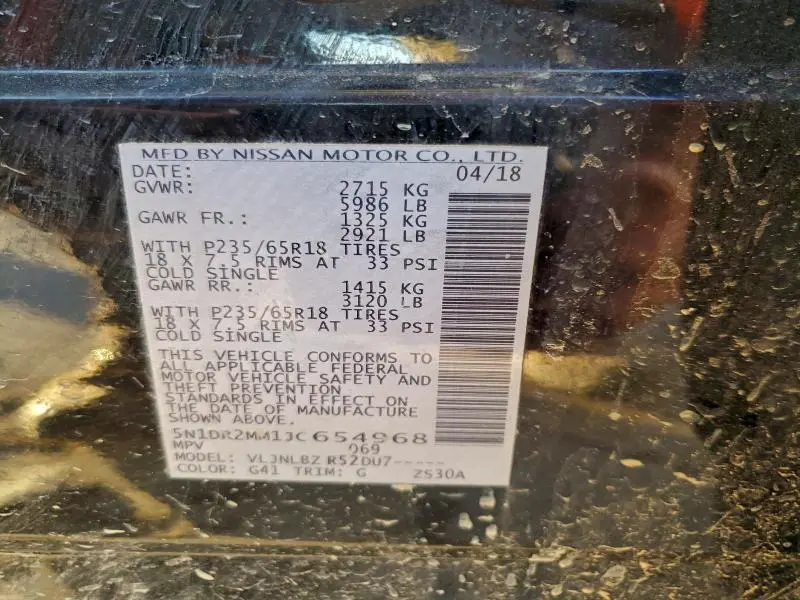 MFD BY NISSAN MOTOR CO., LTD.
DATE: 04/18
GVWR: 2715 KG
5986 LB
GAWR FR.: 1325 KG
2921 LB
WITH P235/65R18 TIRES
18 X 7.5 RIMS AT 33 PSI
COLD SINGLE
GAWR RR.: 1415 KG
3120 LB
WITH P235/65R18 TIRES
18 X 7.5 RIMS AT 33 PSI
COLD SINGLE
THIS VEHICLE CONFORMS TO
ALL APPLICABLE FEDERAL
MOTOR VEHICLE SAFETY AND
THEFT PREVENTION
STANDARDS IN EFFECT ON
THE DATE OF MANUFACTURE
SHOWN ABOVE.
5N1DR2MM1JC654968
MPV 069
MODEL: VLJNLBZ R52DU7-----
COLOR: G41 TRIM: G 2S30A